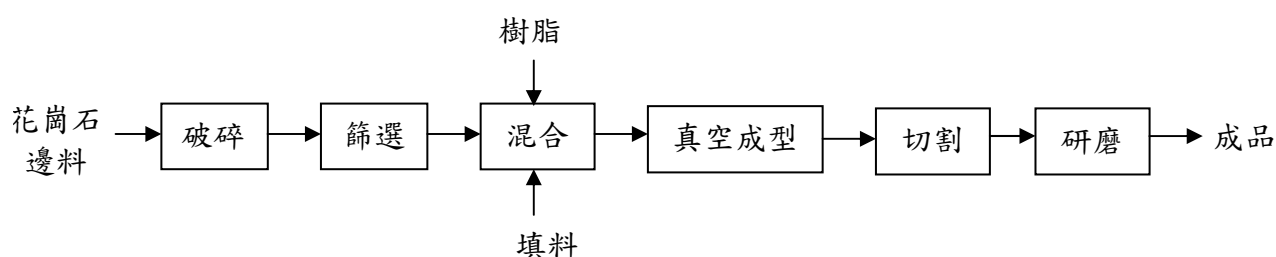 樹脂
花崗石
邊料
破碎
篩選
混合
真空成型
切割
研磨
成品
填料